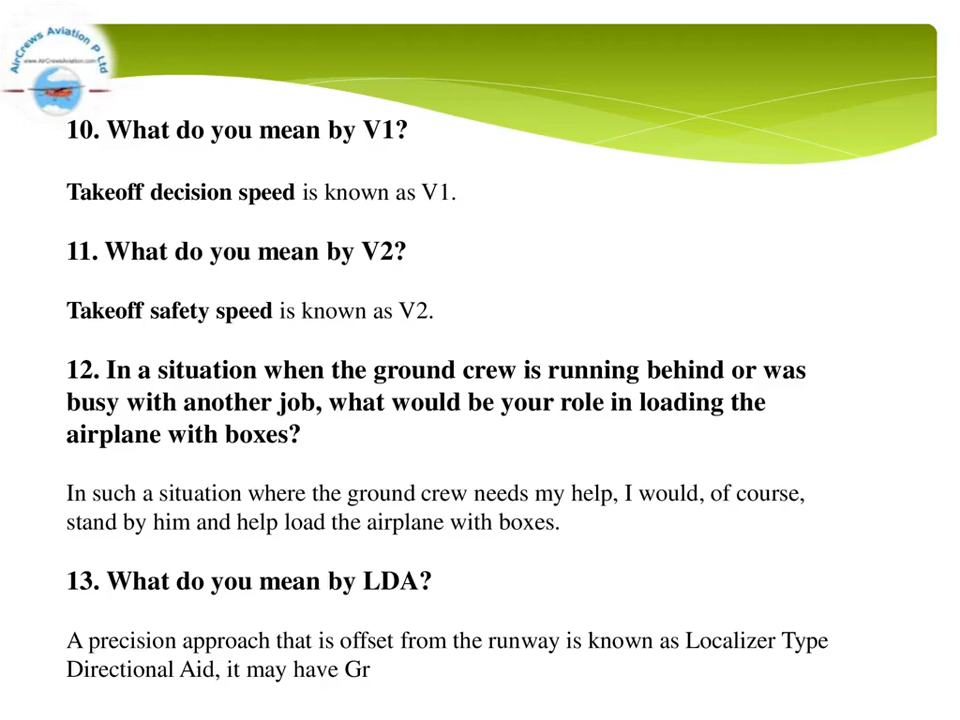 AirCrews Aviation P Ltd
www.AirCrewsAviation.com
10. What do you mean by V1?
Takeoff decision speed is known as V1.
11. What do you mean by V2?
Takeoff safety speed is known as V2.
12. In a situation when the ground crew is running behind or was
busy with another job, what would be your role in loading the
airplane with boxes?
In such a situation where the ground crew needs my help, I would, of course,
stand by him and help load the airplane with boxes.
13. What do you mean by LDA?
A precision approach that is offset from the runway is known as Localizer Type
Directional Aid, it may have Gr